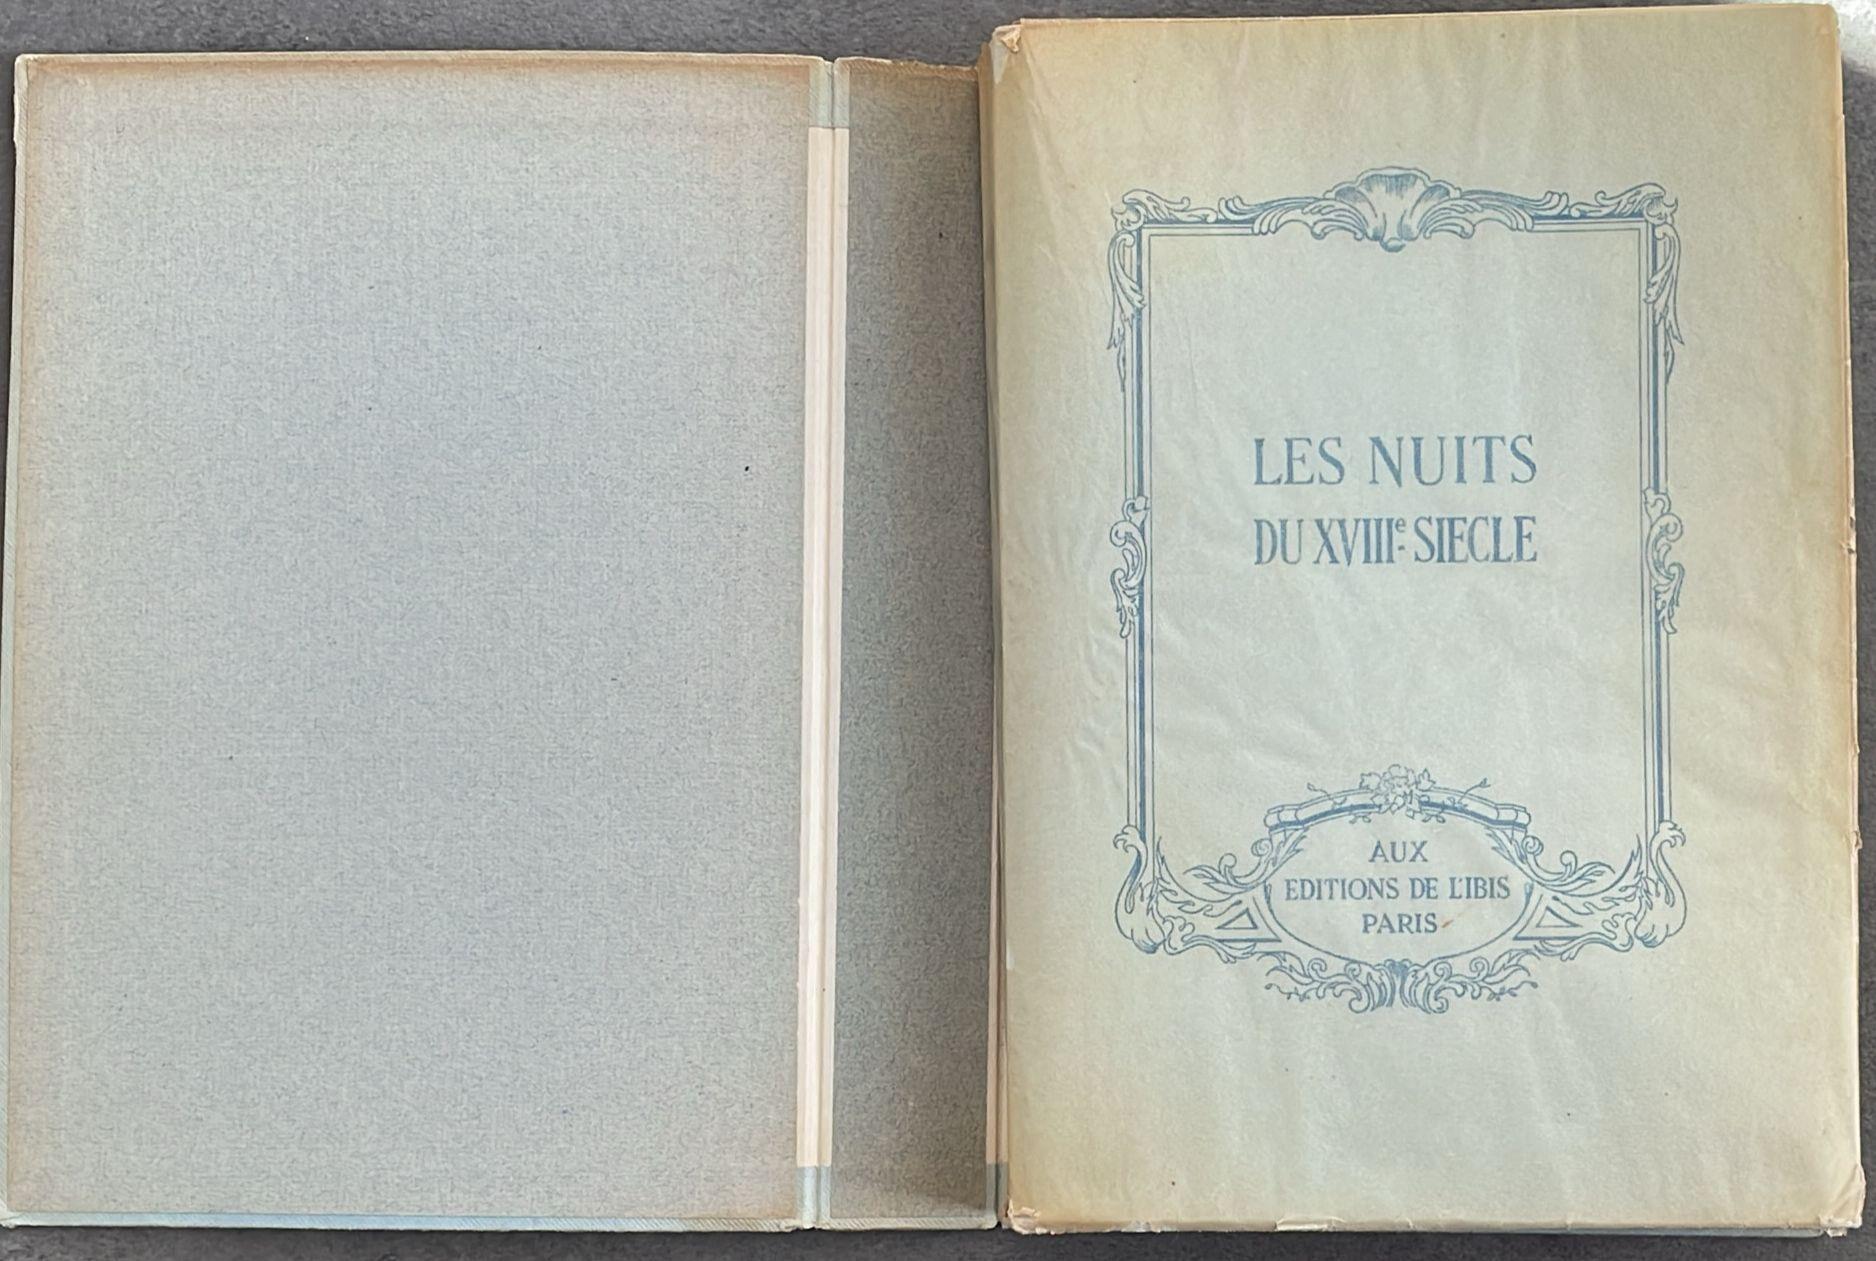 LES NUITS
DU XVIIIe SIECLE
AUX
EDITIONS DE L'IBIS
PARIS